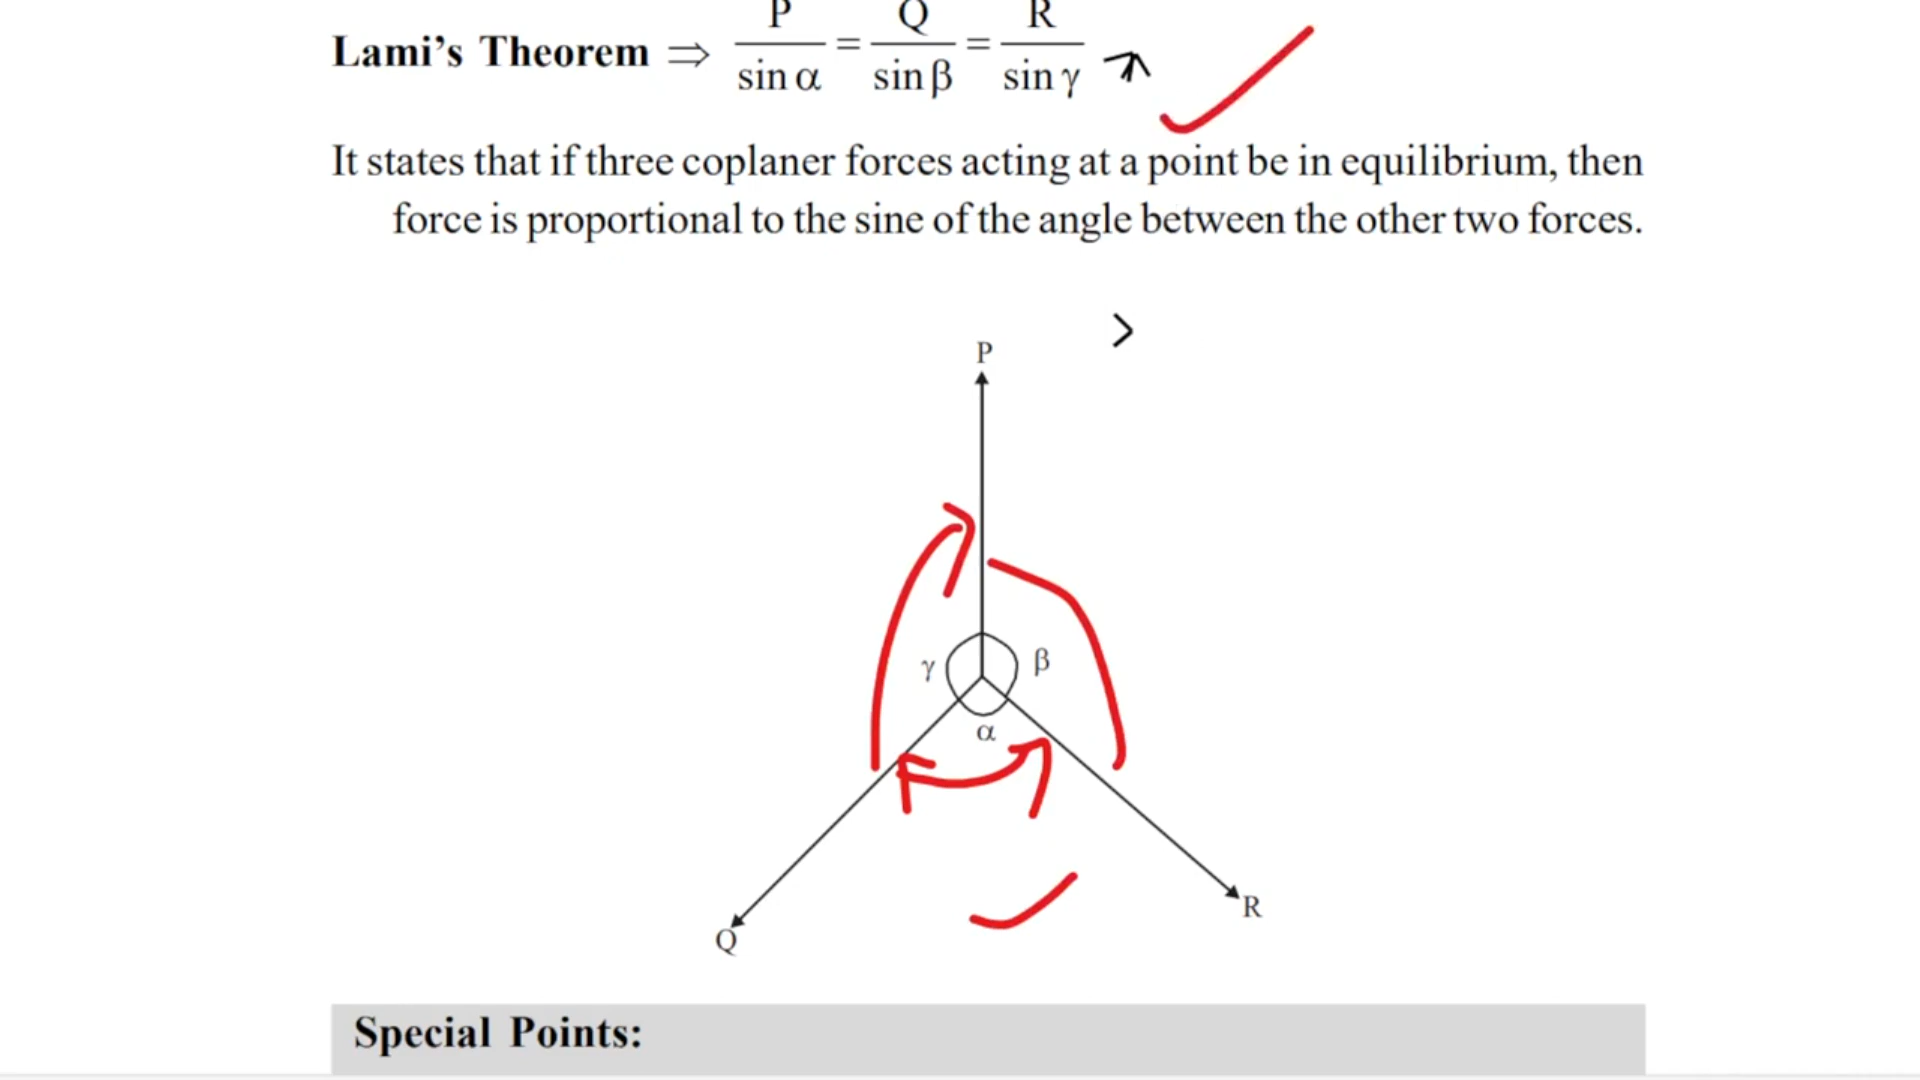 Lami’s Theorem ⇒ P/sin α = Q/sin β = R/sin γ
It states that if three coplaner forces acting at a point be in equilibrium, then
force is proportional to the sine of the angle between the other two forces.
P
γ
β
α
R
Q
Special Points: